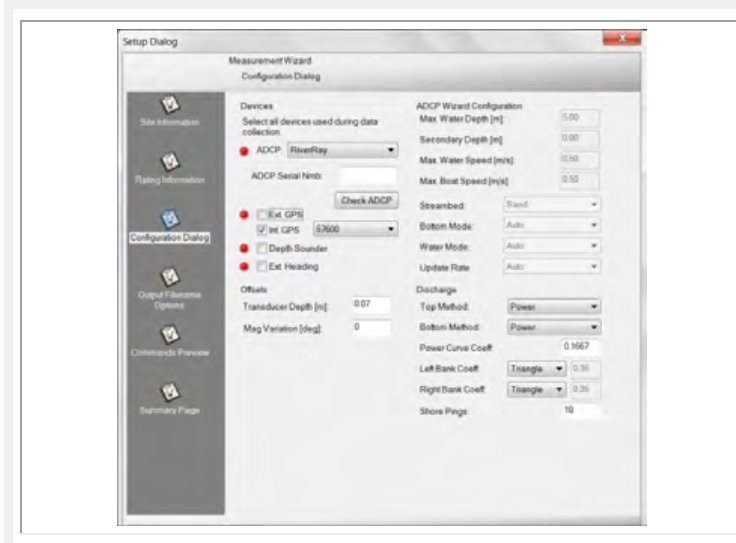 Setup Dialog
Measurement Wizard
Configuration Dialog
Site Information
Rating Information
Configuration Dialog
Output Filename
Options
Commands Preview
Summary Page
Devices
Select all devices used during data
collection.
ADCP RiverRay
ADCP Serial Nmb:
Check ADCP
Ext GPS
Int GPS 57600
Depth Sounder
Ext Heading
Offsets
Transducer Depth [m]: 0.07
Mag Variation [deg]: 0
ADCP Wizard Configuration
Max. Water Depth [m]: 5.00
Secondary Depth [m] 0.00
Max. Water Speed [m/s]: 0.50
Max. Boat Speed [m/s]: 0.50
Streambed: Sand
Bottom Mode: Auto
Water Mode: Auto
Update Rate Auto
Discharge
Top Method: Power
Bottom Method: Power
Power Curve Coeff: 0.1667
Left Bank Coeff: Triangle 0.35
Right Bank Coeff: Triangle 0.35
Shore Pings: 10